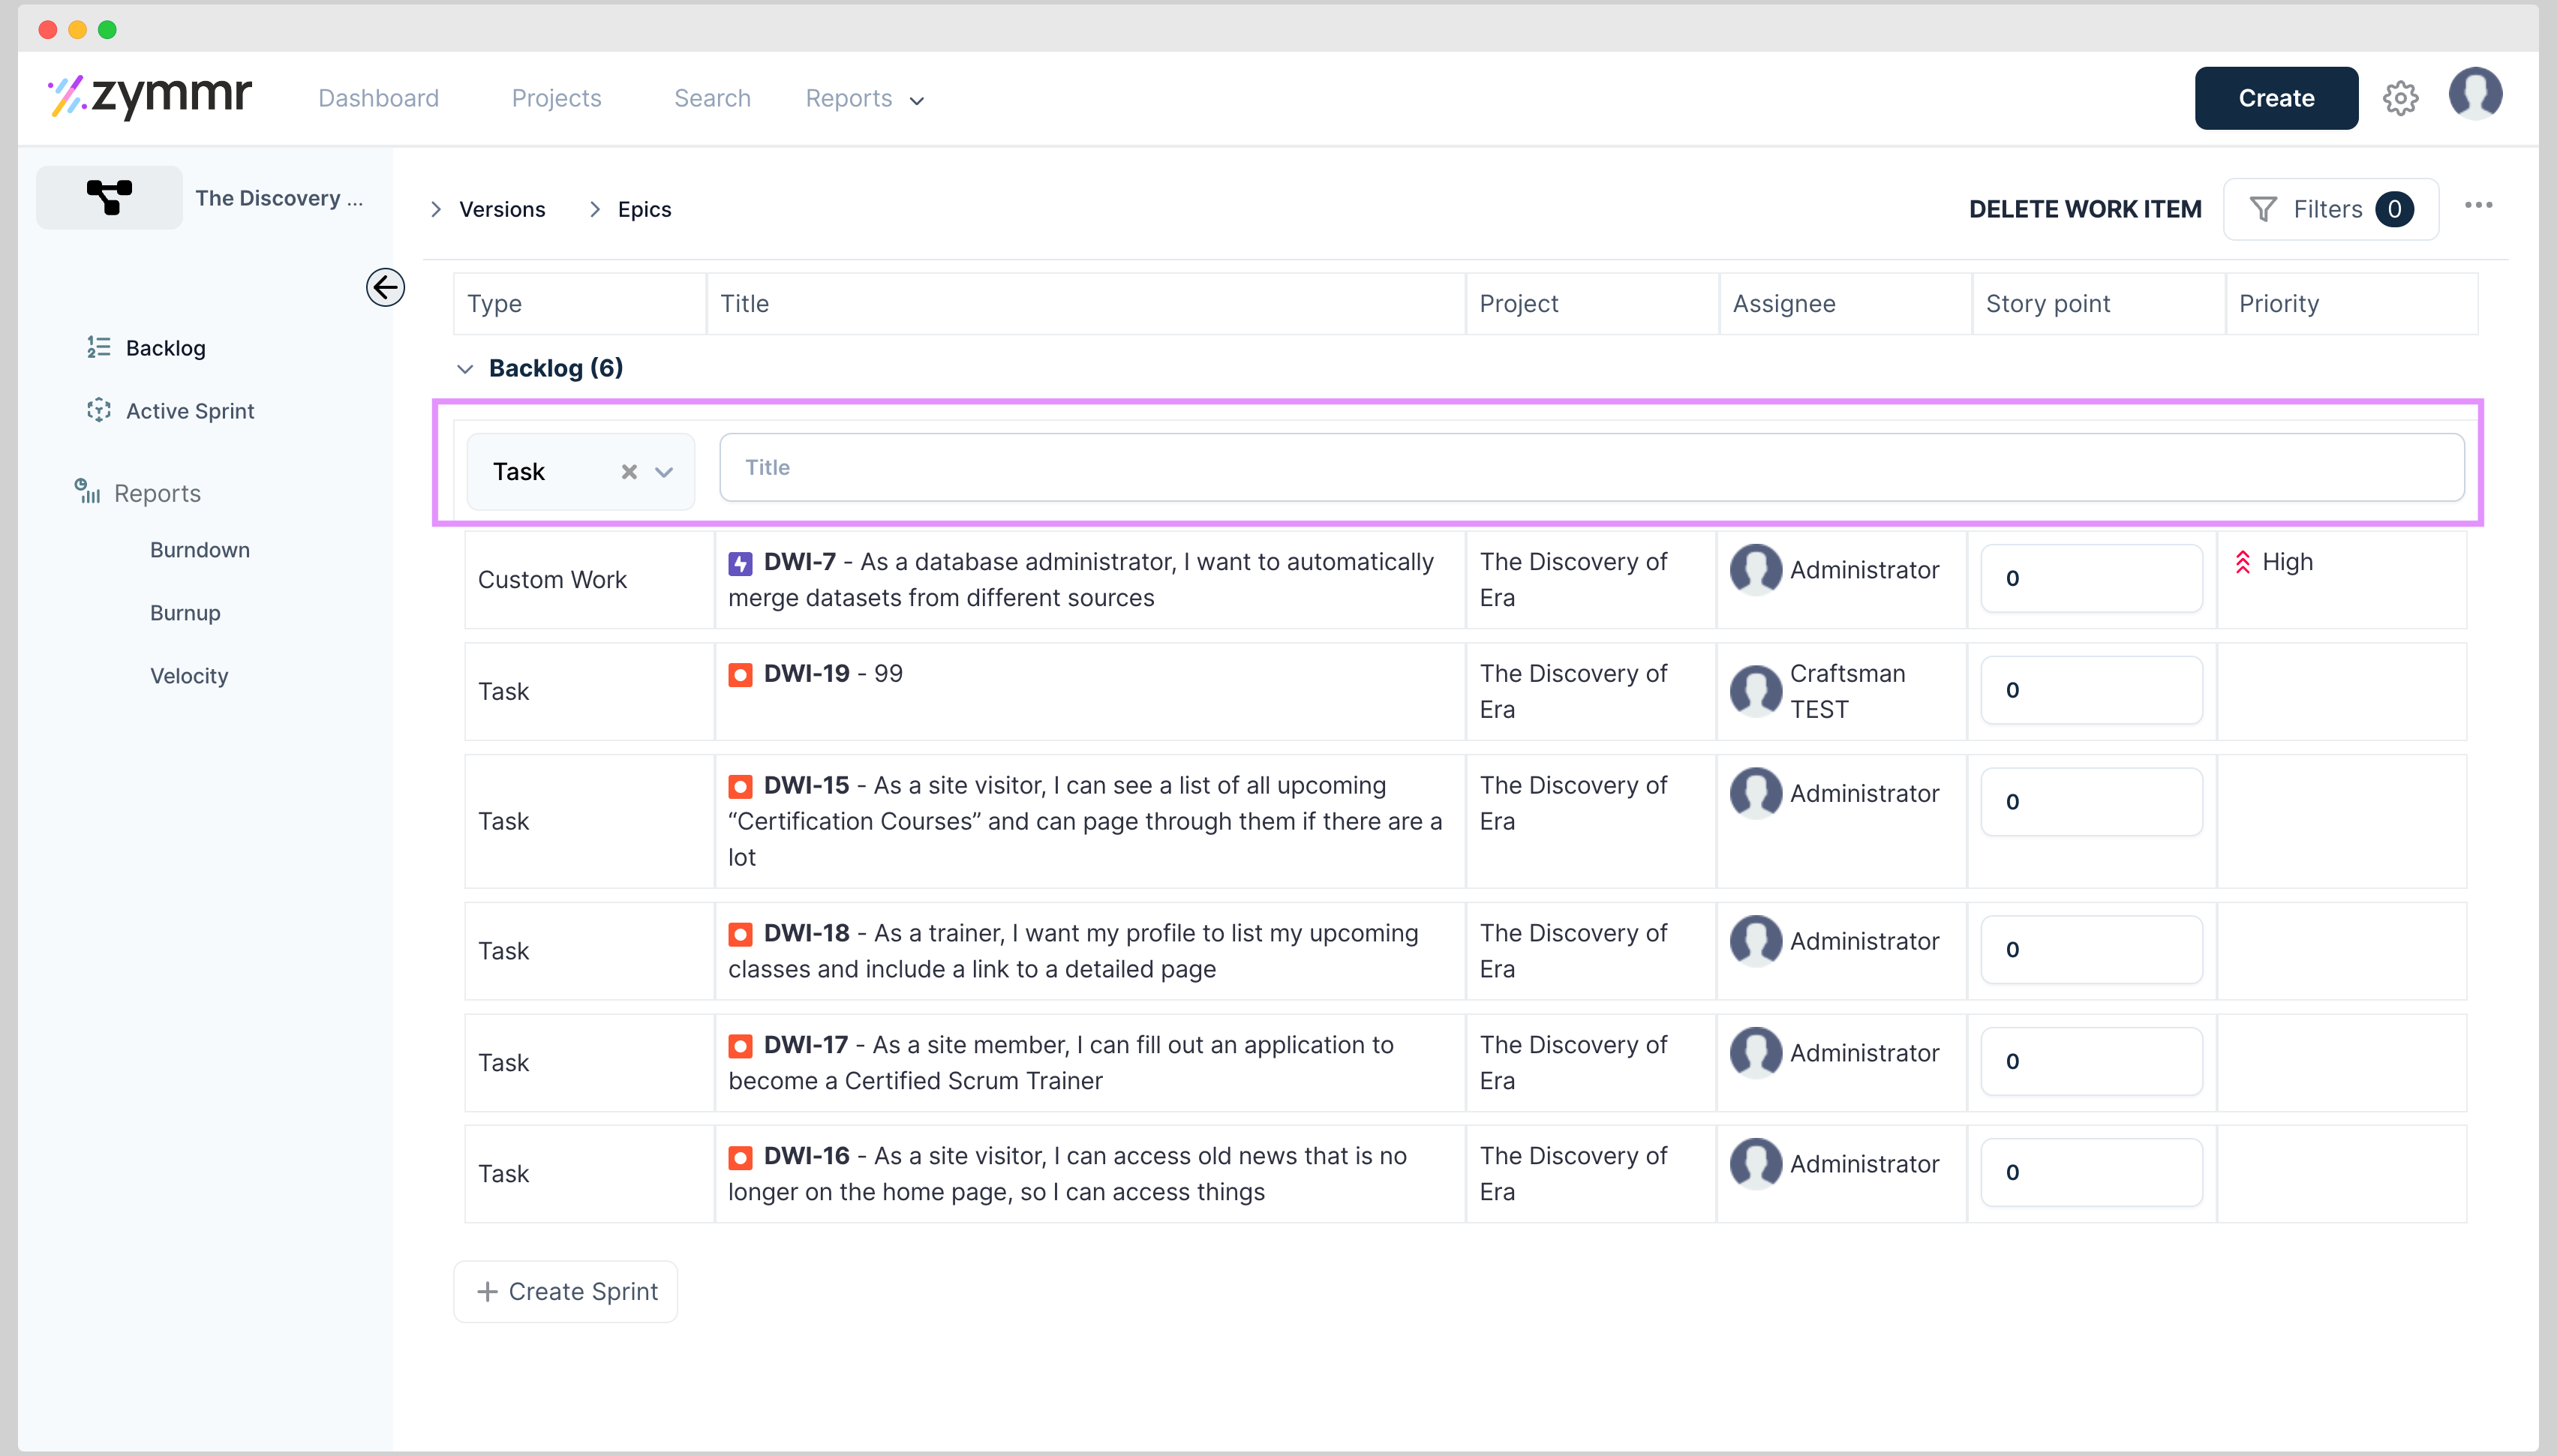 zymmr
Dashboard
Projects
Search
Reports
Create
The Discovery ...
Versions
Epics
DELETE WORK ITEM
Filters 0
Backlog
Active Sprint
Reports
Burndown
Burnup
Velocity
Type
Title
Project
Assignee
Story point
Priority
Backlog (6)
Task
Title
Custom Work
DWI-7 - As a database administrator, I want to automatically
merge datasets from different sources
The Discovery of
Era
Administrator
0
High
Task
DWI-19 - 99
The Discovery of
Era
Craftsman
TEST
0
Task
DWI-15 - As a site visitor, I can see a list of all upcoming
“Certification Courses” and can page through them if there are a
lot
The Discovery of
Era
Administrator
0
Task
DWI-18 - As a trainer, I want my profile to list my upcoming
classes and include a link to a detailed page
The Discovery of
Era
Administrator
0
Task
DWI-17 - As a site member, I can fill out an application to
become a Certified Scrum Trainer
The Discovery of
Era
Administrator
0
Task
DWI-16 - As a site visitor, I can access old news that is no
longer on the home page, so I can access things
The Discovery of
Era
Administrator
0
Create Sprint